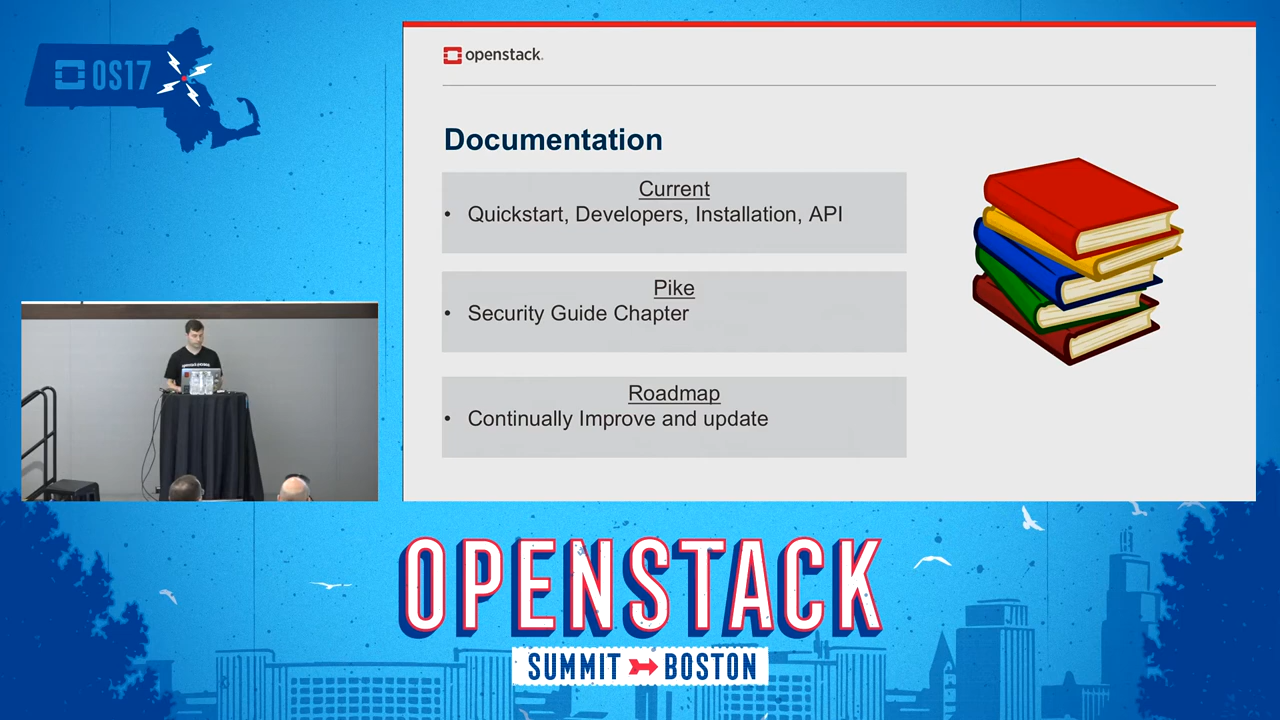 OS17
openstack.
Documentation
Current
• Quickstart, Developers, Installation, API
Pike
• Security Guide Chapter
Roadmap
• Continually Improve and update
OPENSTACK
SUMMIT BOSTON